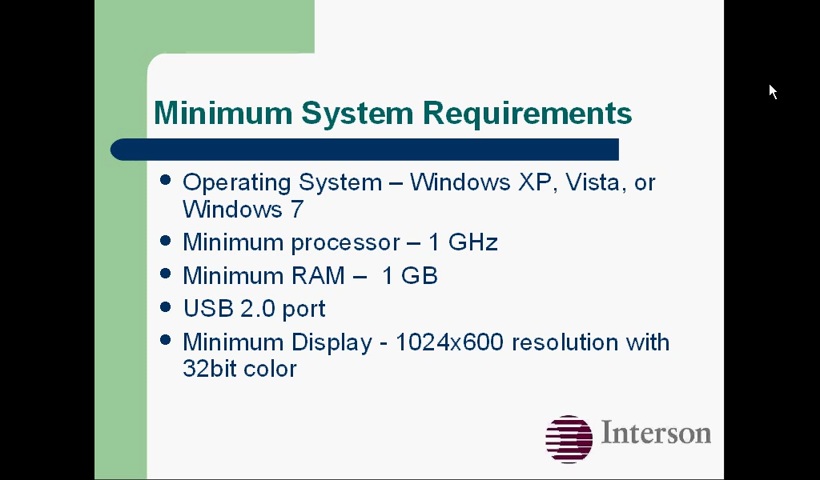 Minimum System Requirements
Operating System – Windows XP, Vista, or
Windows 7
Minimum processor – 1 GHz
Minimum RAM –  1 GB
USB 2.0 port
Minimum Display - 1024x600 resolution with
32bit color
Interson